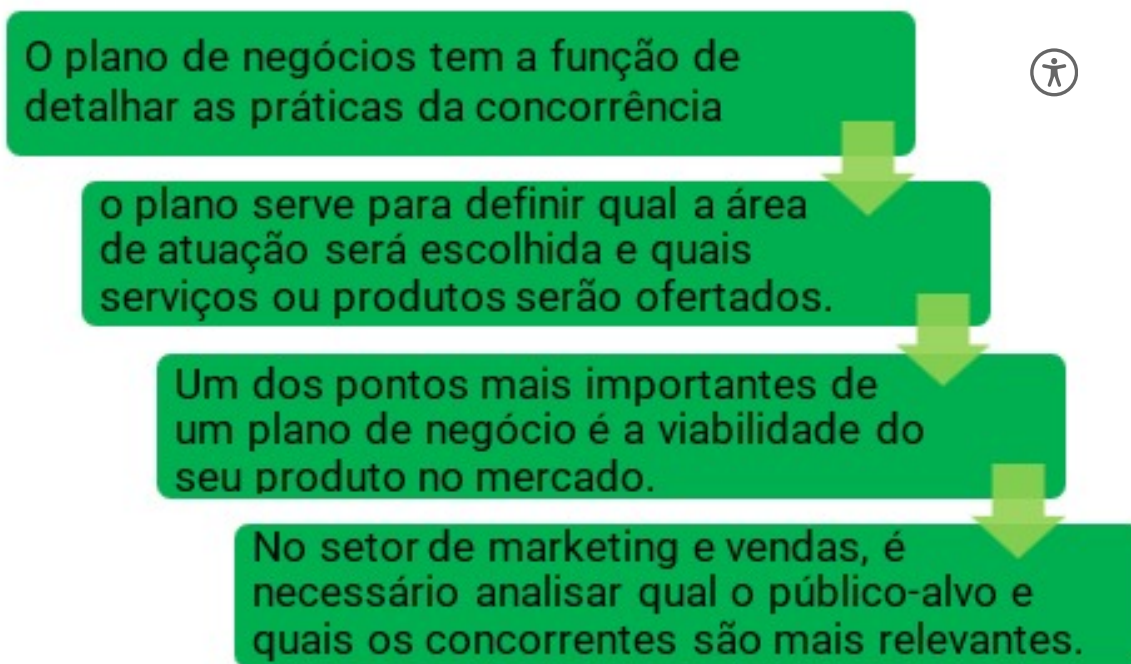 O plano de negócios tem a função de
detalhar as práticas da concorrência
o plano serve para definir qual a área
de atuação será escolhida e quais
serviços ou produtos serão ofertados.
Um dos pontos mais importantes de
um plano de negócio é a viabilidade do
seu produto no mercado.
No setor de marketing e vendas, é
necessário analisar qual o público-alvo e
quais os concorrentes são mais relevantes.